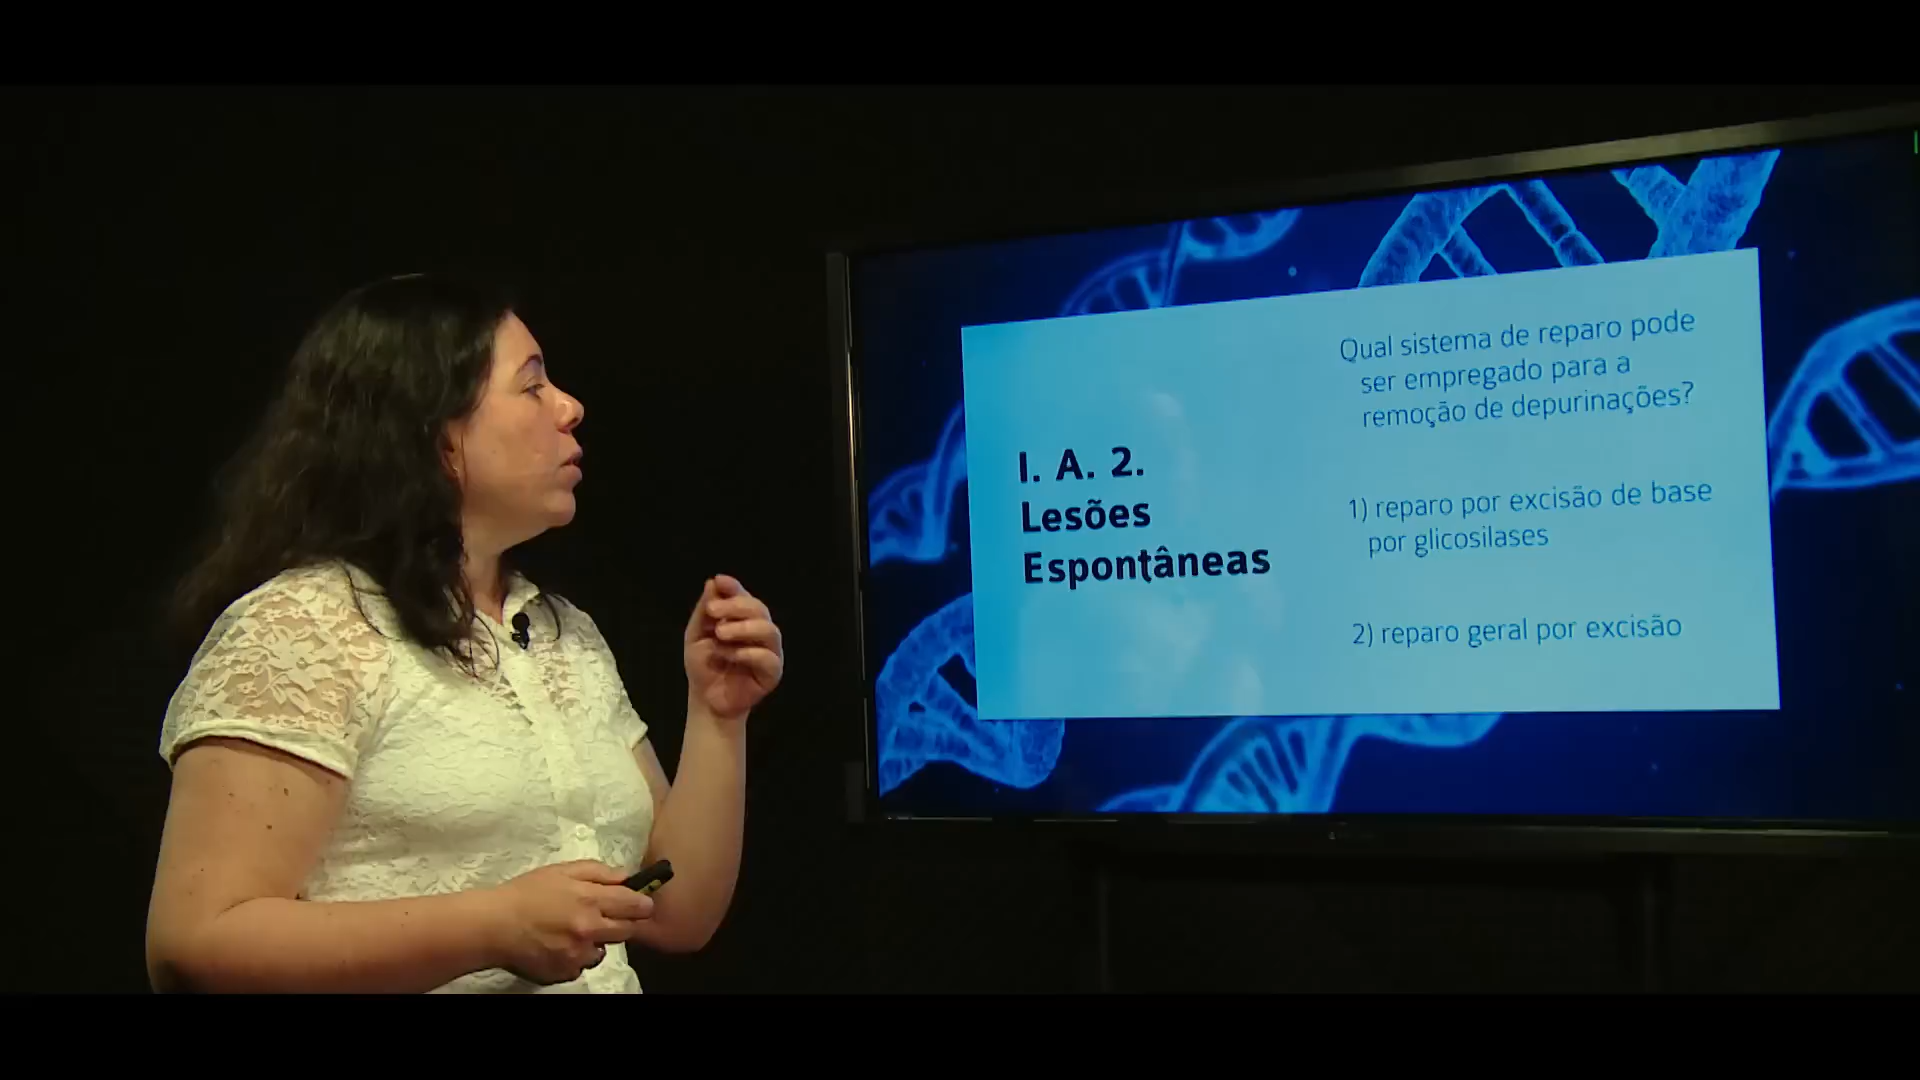 I. A. 2.
Lesões
Espontâneas
Qual sistema de reparo pode
ser empregado para a
remoção de depurinações?
1) reparo por excisão de base
por glicosilases
2) reparo geral por excisão